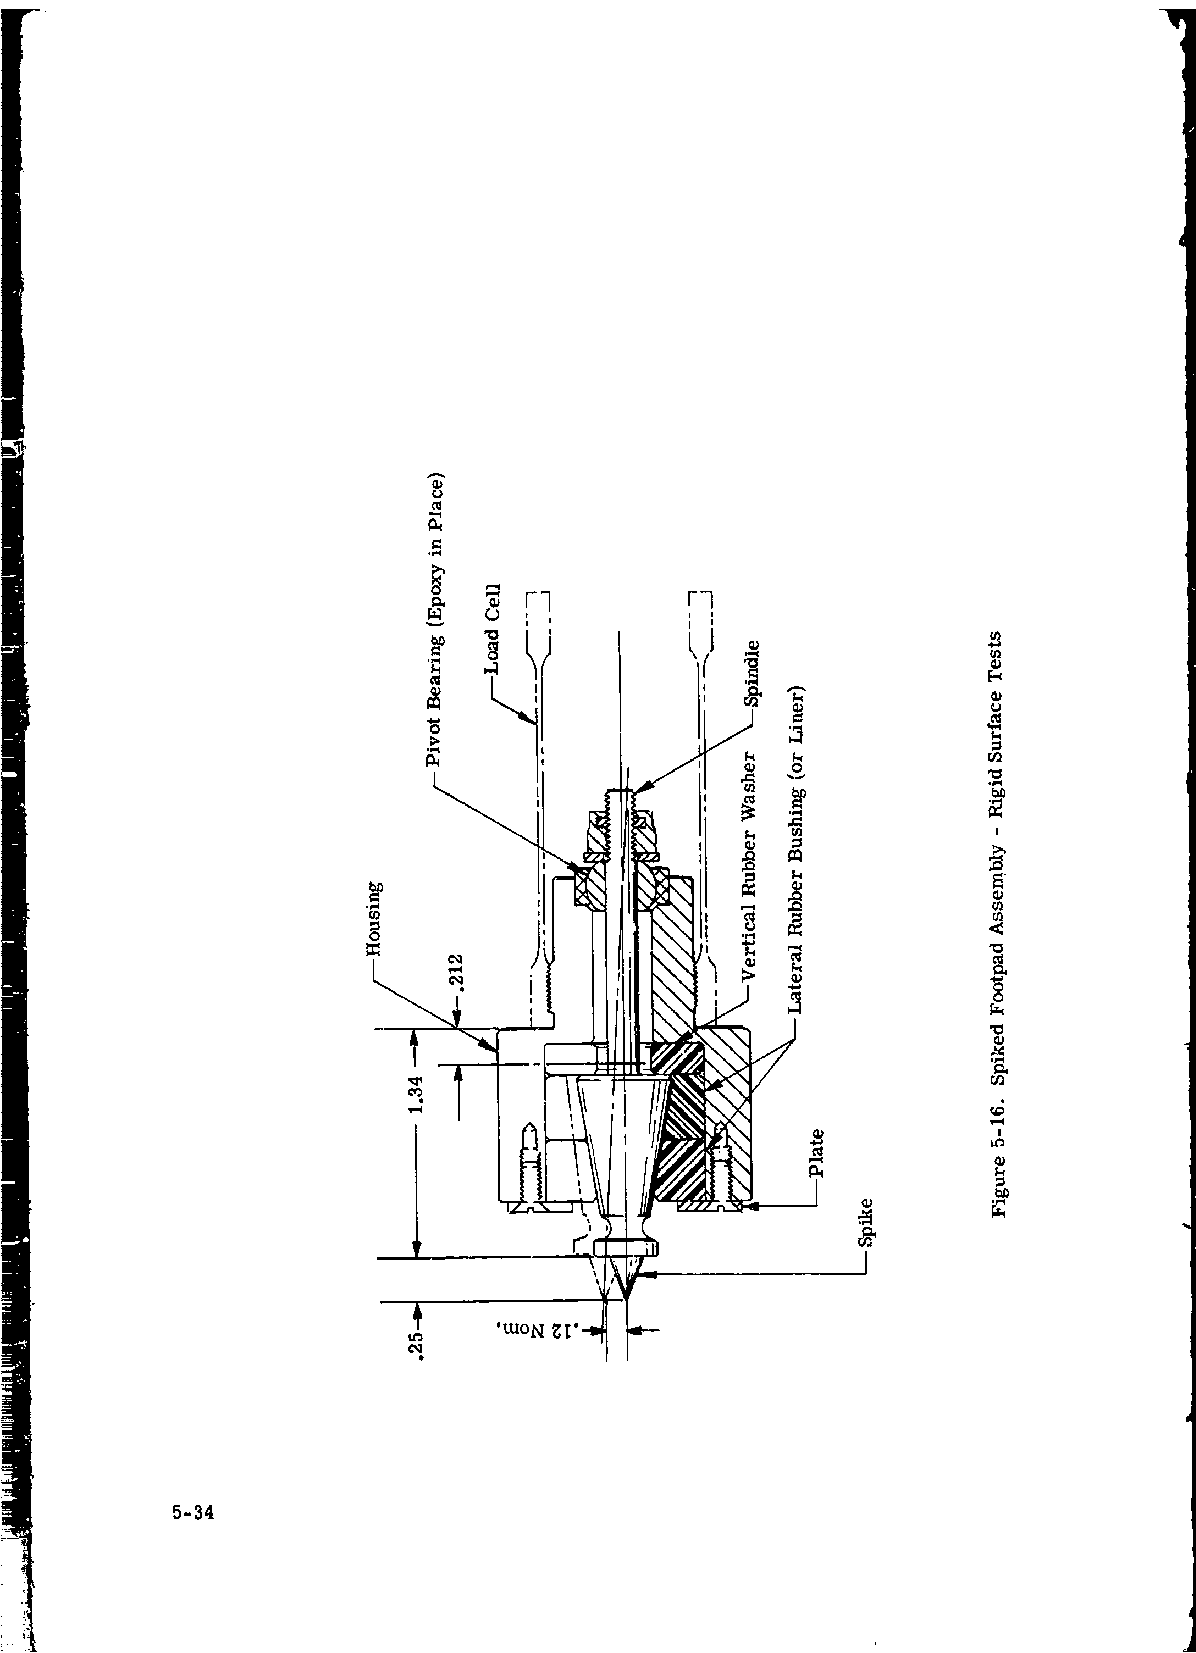 Pivot Bearing (Epoxy in Place)
Load Cell
Housing
Spindle
Vertical Rubber Washer
Lateral Rubber Bushing (or Liner)
.212
1.34
Plate
Spike
.25
.12 Nom.
Figure 5-16. Spiked Footpad Assembly - Rigid Surface Tests
5-34